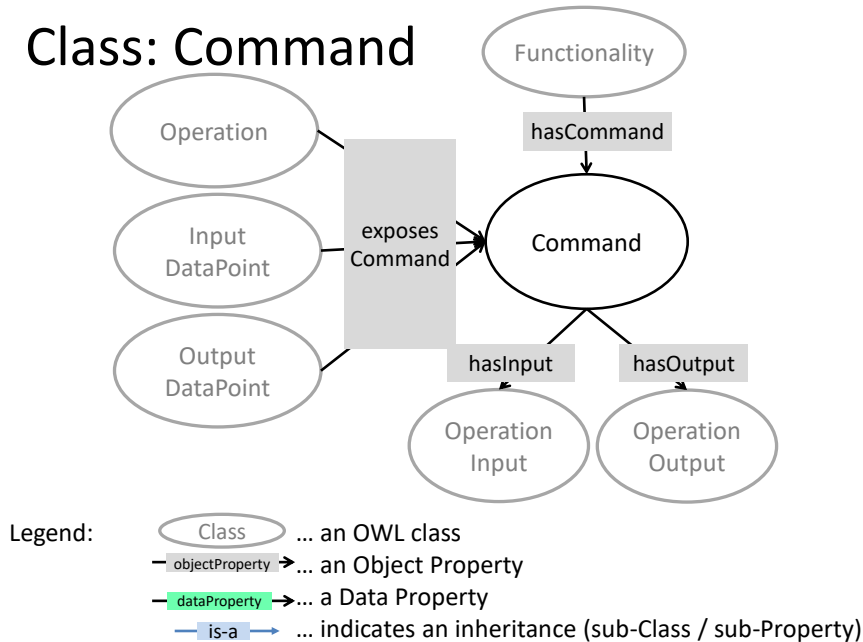 Class: Command
Functionality
hasCommand
Operation
Input
DataPoint
Output
DataPoint
exposes
Command
Command
hasInput
hasOutput
Operation
Input
Operation
Output
Legend:
Class
... an OWL class
objectProperty
... an Object Property
dataProperty
... a Data Property
is-a
... indicates an inheritance (sub-Class / sub-Property)